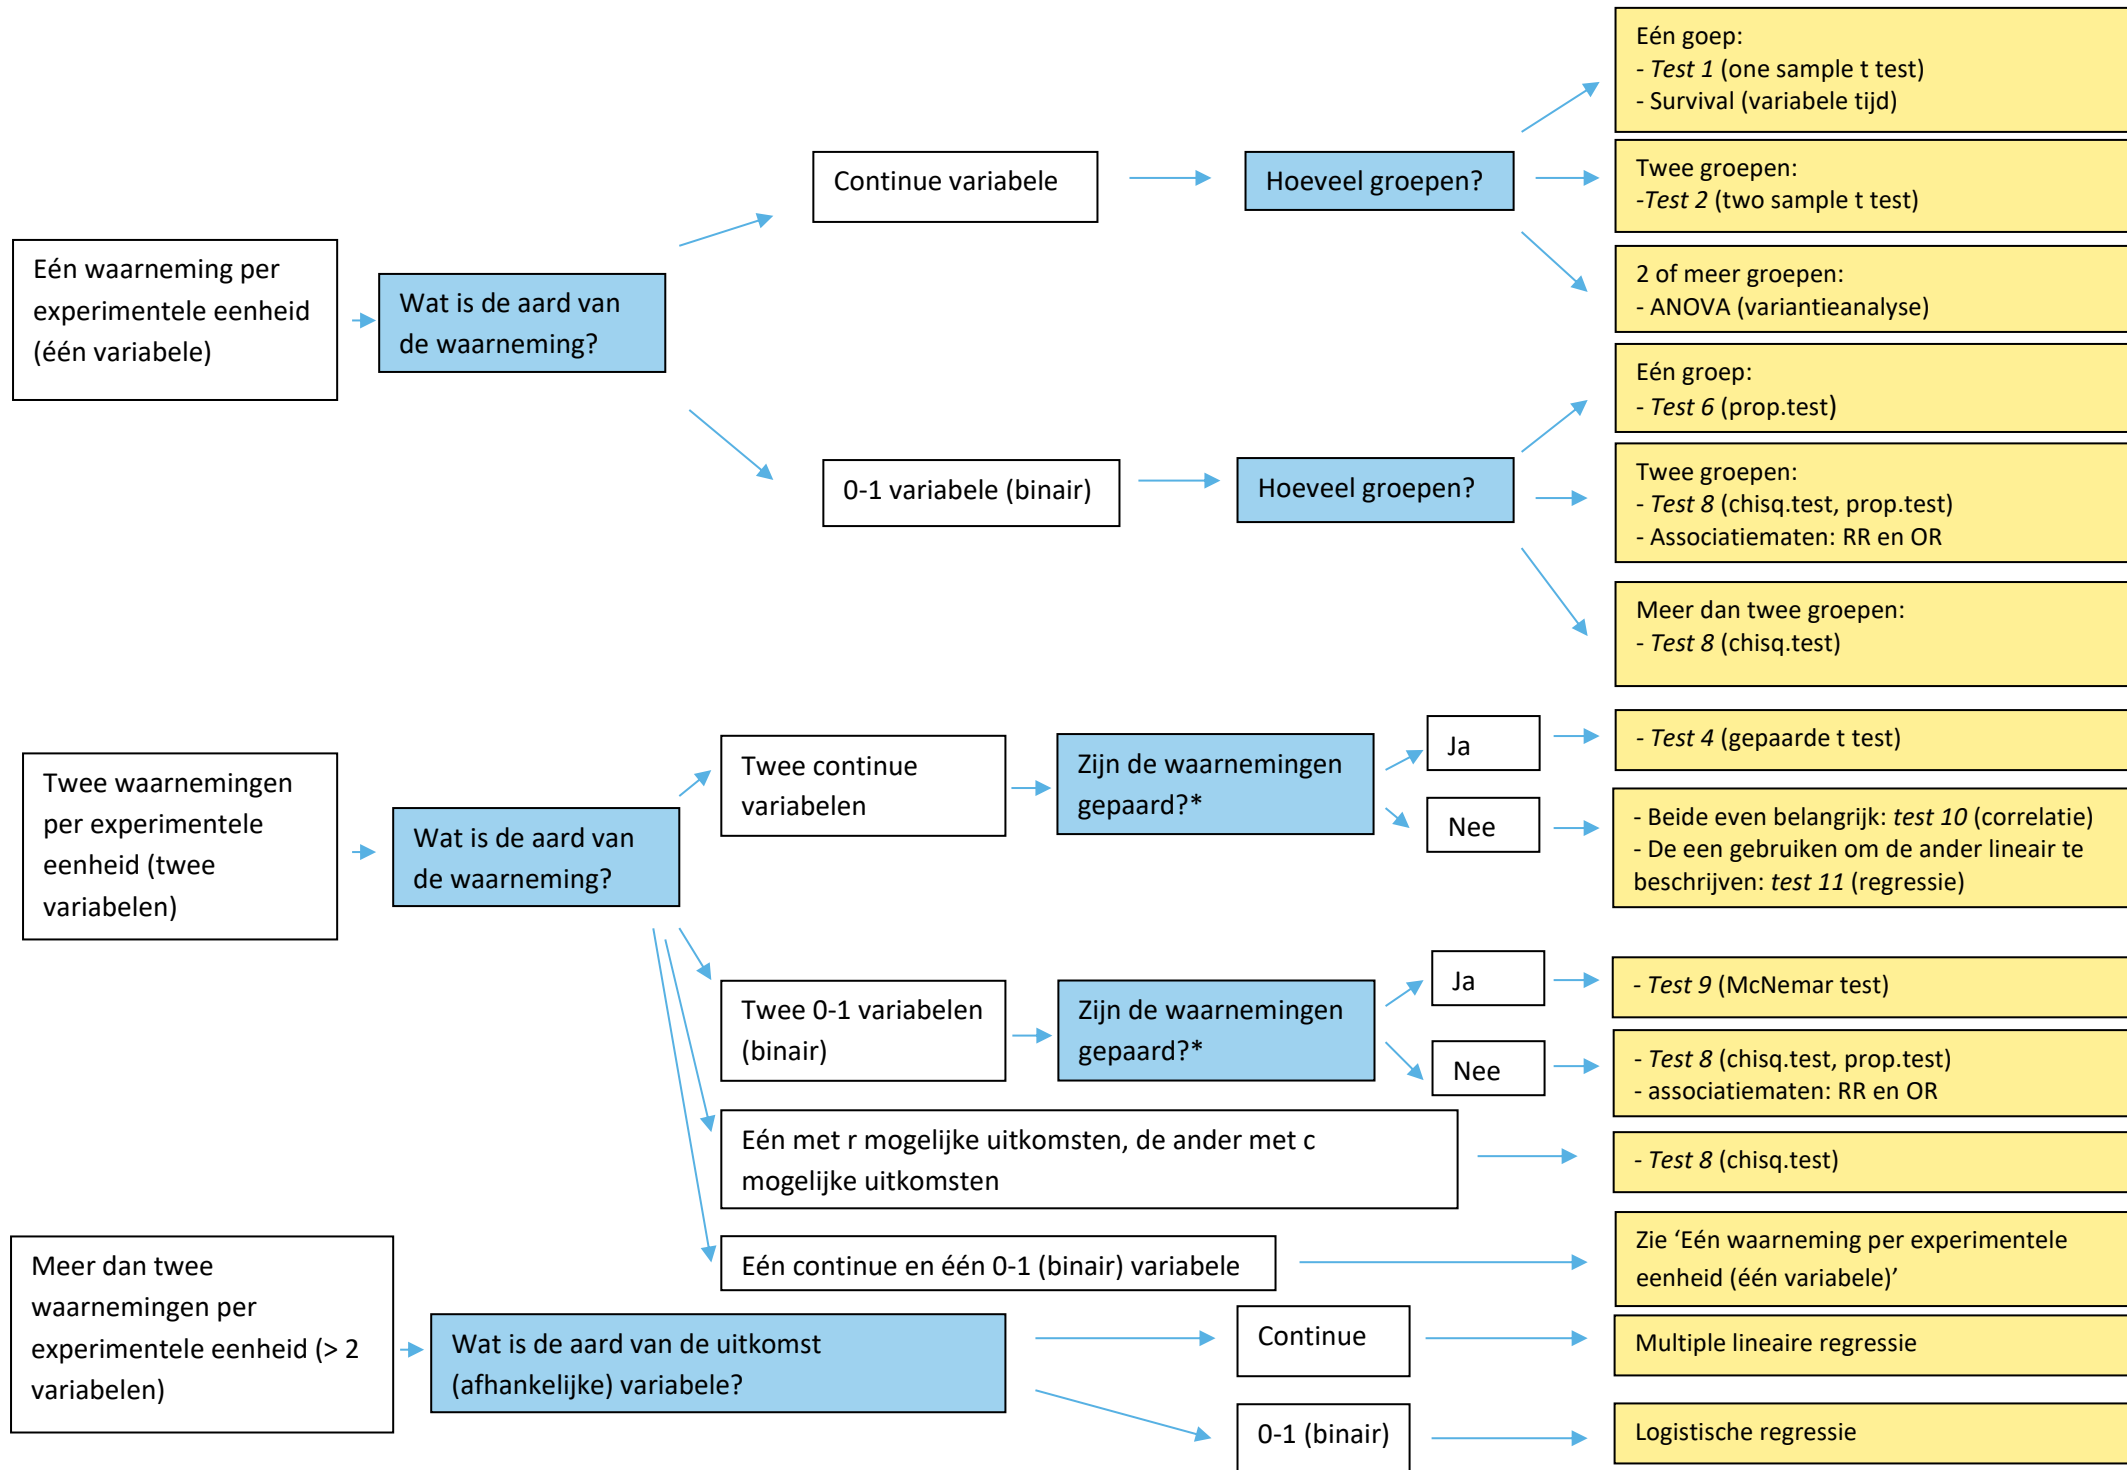 Eén waarneming per
experimentele eenheid
(één variabele)
Wat is de aard van
de waarneming?
Continue variabele
Hoeveel groepen?
Eén goep:
- Test 1 (one sample t test)
- Survival (variabele tijd)
Twee groepen:
-Test 2 (two sample t test)
2 of meer groepen:
- ANOVA (variantieanalyse)
0-1 variabele (binair)
Hoeveel groepen?
Eén groep:
- Test 6 (prop.test)
Twee groepen:
- Test 8 (chisq.test, prop.test)
- Associatiematen: RR en OR
Meer dan twee groepen:
- Test 8 (chisq.test)
Twee waarnemingen
per experimentele
eenheid (twee
variabelen)
Wat is de aard van
de waarneming?
Twee continue
variabelen
Zijn de waarnemingen
gepaard?*
Ja
- Test 4 (gepaarde t test)
Nee
- Beide even belangrijk: test 10 (correlatie)
- De een gebruiken om de ander lineair te
beschrijven: test 11 (regressie)
Twee 0-1 variabelen
(binair)
Zijn de waarnemingen
gepaard?*
Ja
- Test 9 (McNemar test)
Nee
- Test 8 (chisq.test, prop.test)
- associatiematen: RR en OR
Eén met r mogelijke uitkomsten, de ander met c
mogelijke uitkomsten
- Test 8 (chisq.test)
Eén continue en één 0-1 (binair) variabele
Zie ‘Eén waarneming per experimentele
eenheid (één variabele)’
Meer dan twee
waarnemingen per
experimentele eenheid (> 2
variabelen)
Wat is de aard van de uitkomst
(afhankelijke) variabele?
Continue
Multiple lineaire regressie
0-1 (binair)
Logistische regressie